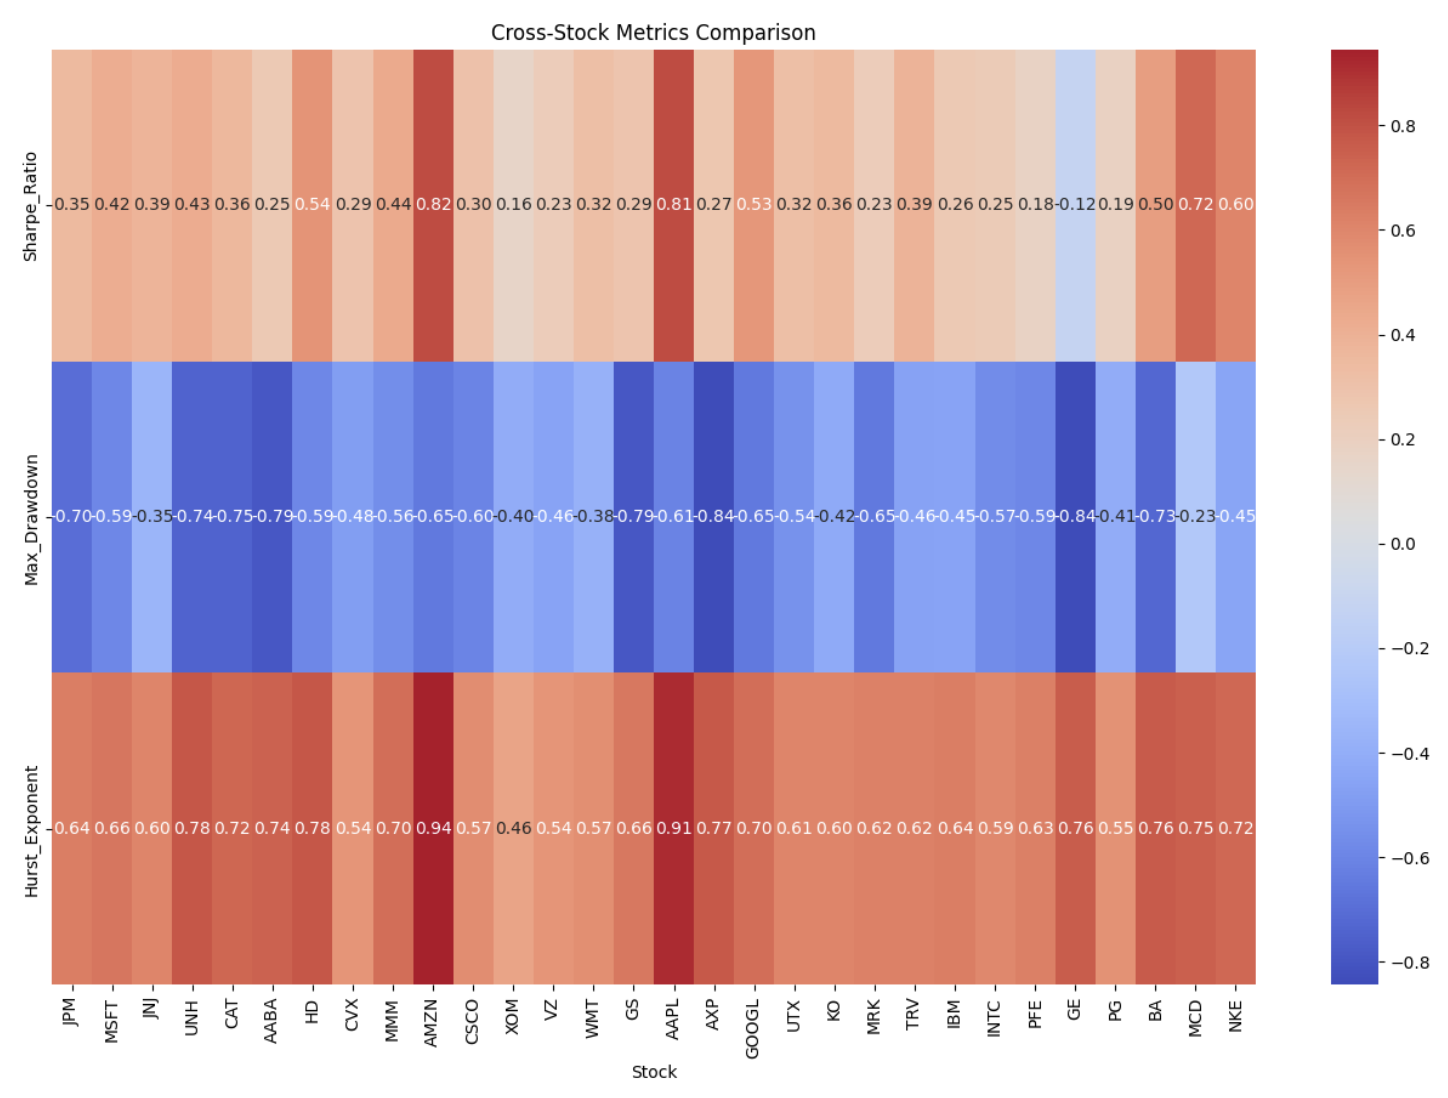 Cross-Stock Metrics Comparison
Sharpe_Ratio
0.35 0.42 0.39 0.43 0.36 0.25 0.54 0.29 0.44 0.82 0.30 0.16 0.23 0.32 0.29 0.81 0.27 0.53 0.32 0.36 0.23 0.39 0.26 0.25 0.18 -0.12 0.19 0.50 0.72 0.60
Max_Drawdown
-0.70 -0.59 -0.35 -0.74 -0.75 -0.79 -0.59 -0.48 -0.56 -0.65 -0.60 -0.40 -0.46 -0.38 -0.79 -0.61 -0.84 -0.65 -0.54 -0.42 -0.65 -0.46 -0.45 -0.57 -0.59 -0.84 -0.41 -0.73 -0.23 -0.45
Hurst_Exponent
0.64 0.66 0.60 0.78 0.72 0.74 0.78 0.54 0.70 0.94 0.57 0.46 0.54 0.57 0.66 0.91 0.77 0.70 0.61 0.60 0.62 0.62 0.64 0.59 0.63 0.76 0.55 0.76 0.75 0.72
JPM MSFT JNJ UNH CAT AABA HD CVX MMM AMZN CSCO XOM VZ WMT GS AAPL AXP GOOGL UTX KO MRK TRV IBM INTC PFE GE PG BA MCD NKE
Stock
0.8
0.6
0.4
0.2
0.0
−0.2
−0.4
−0.6
−0.8